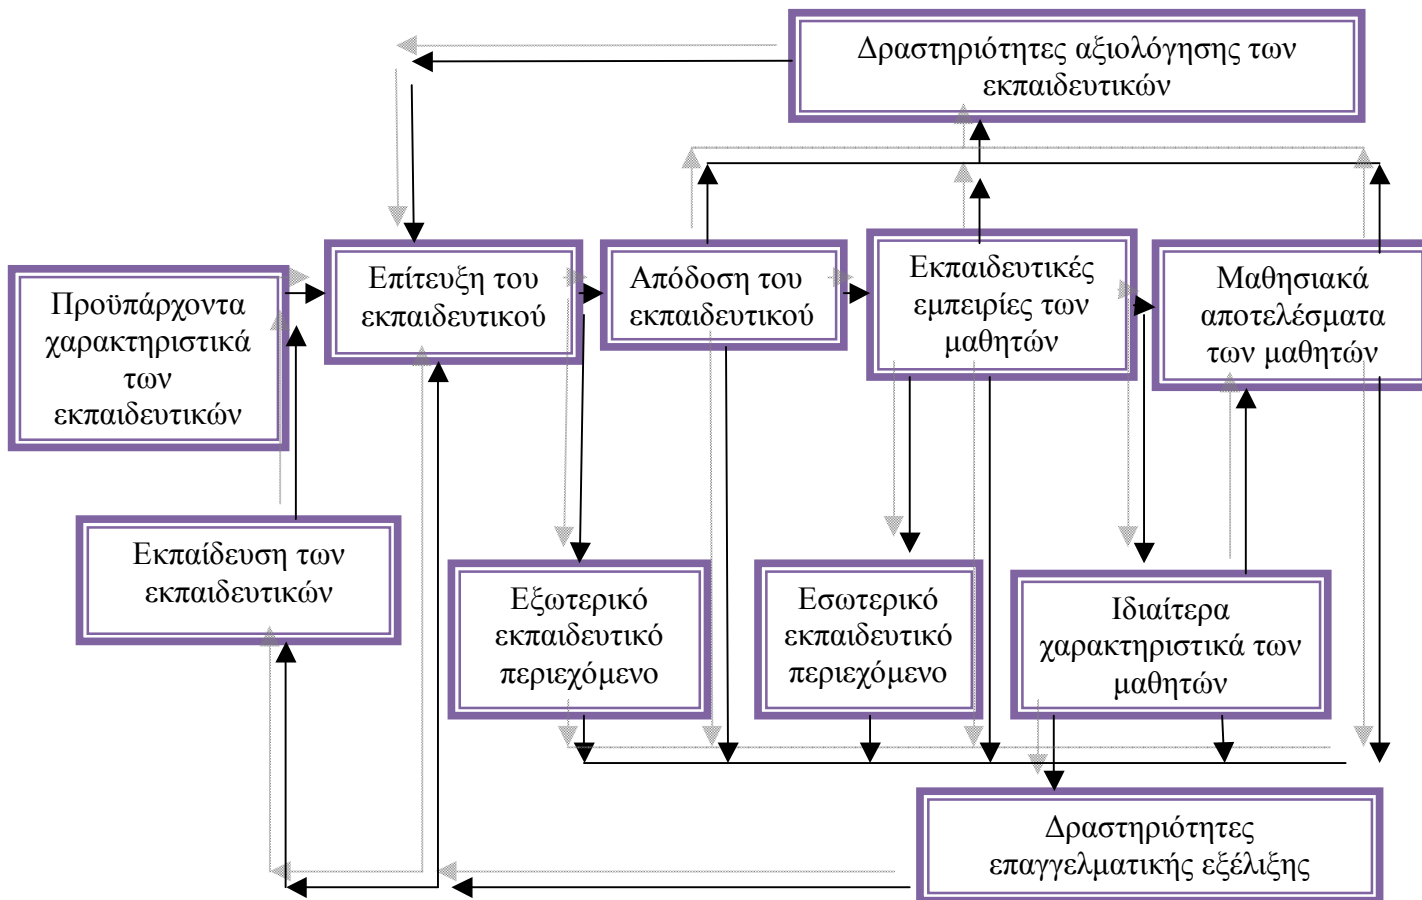 Δραστηριότητες αξιολόγησης των
εκπαιδευτικών
Προϋπάρχοντα
χαρακτηριστικά
των
εκπαιδευτικών
Επίτευξη του
εκπαιδευτικού
Απόδοση του
εκπαιδευτικού
Εκπαιδευτικές
εμπειρίες των
μαθητών
Μαθησιακά
αποτελέσματα
των μαθητών
Εκπαίδευση των
εκπαιδευτικών
Εξωτερικό
εκπαιδευτικό
περιεχόμενο
Εσωτερικό
εκπαιδευτικό
περιεχόμενο
Ιδιαίτερα
χαρακτηριστικά των
μαθητών
Δραστηριότητες
επαγγελματικής εξέλιξης